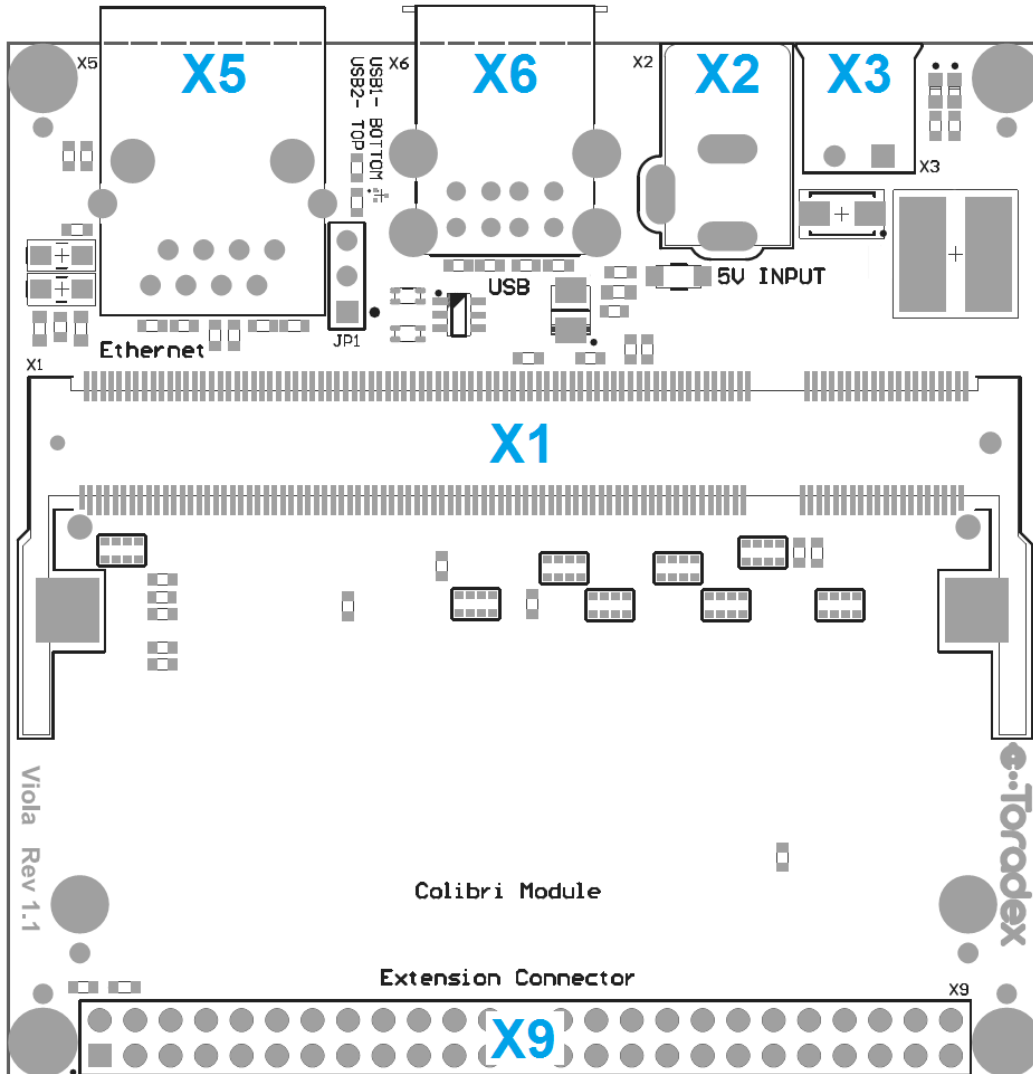 X5
X5
USB1- BOTTOM
USB2- TOP
X6
X6
X2
X2
X3
X3
USB
5V INPUT
JP1
Ethernet
X1
X1
Viola Rev 1.1
Toradex
Colibri Module
Extension Connector
X9
X9